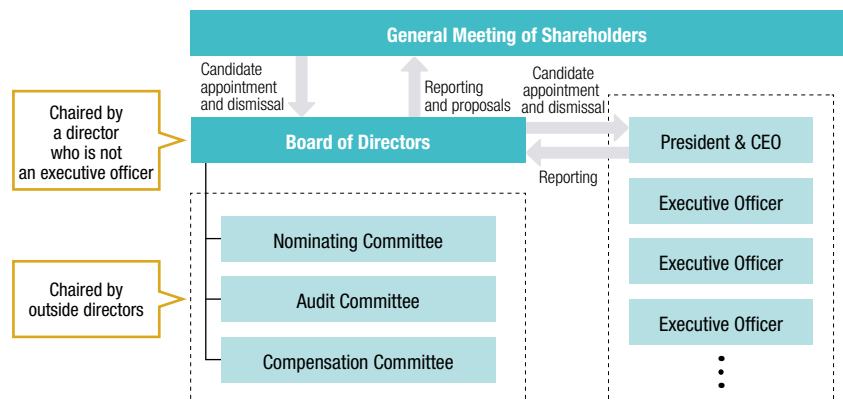 General Meeting of Shareholders
Candidate
appointment
and dismissal
Reporting
and proposals
Candidate
appointment
and dismissal
Chaired by
a director
who is not
an executive officer
Board of Directors
President & CEO
Reporting
Executive Officer
Nominating Committee
Executive Officer
Chaired by
outside directors
Audit Committee
Executive Officer
Compensation Committee